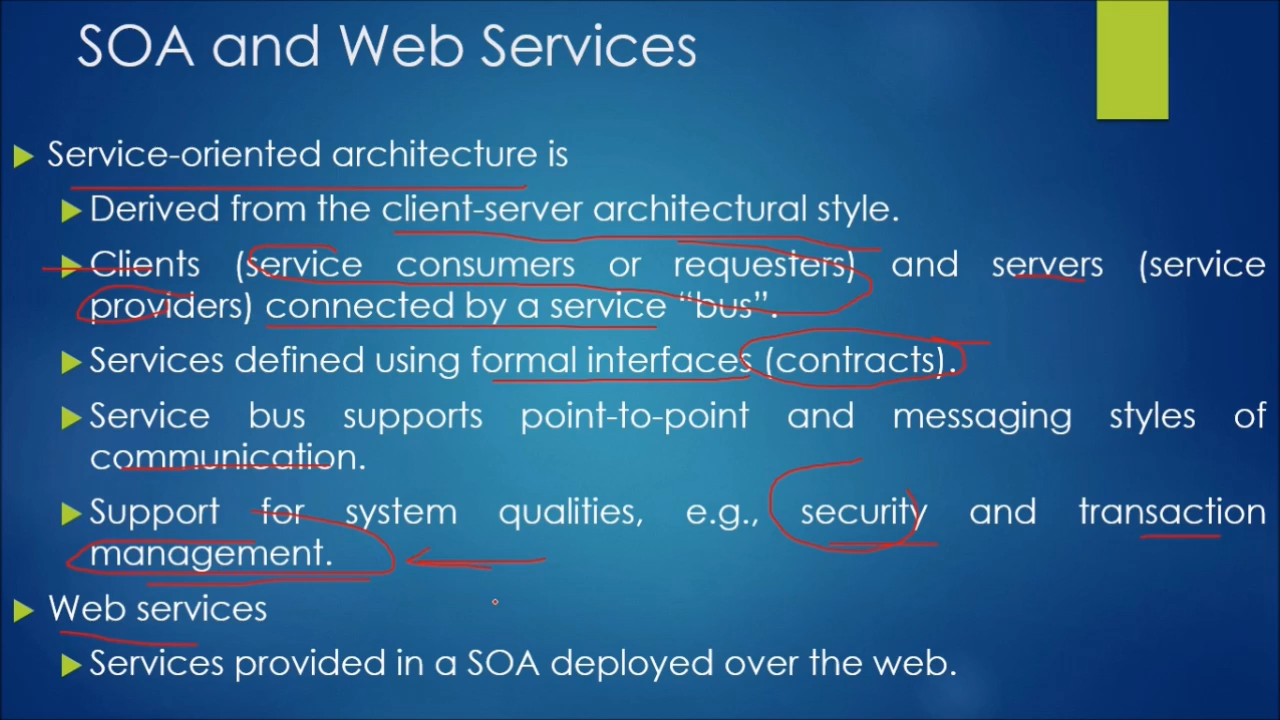 SOA and Web Services
Service-oriented architecture is
Derived from the client-server architectural style.
Clients (service consumers or requesters) and servers (service
providers) connected by a service “bus”.
Services defined using formal interfaces (contracts).
Service bus supports point-to-point and messaging styles of
communication.
Support for system qualities, e.g., security and transaction
management.
Web services
Services provided in a SOA deployed over the web.